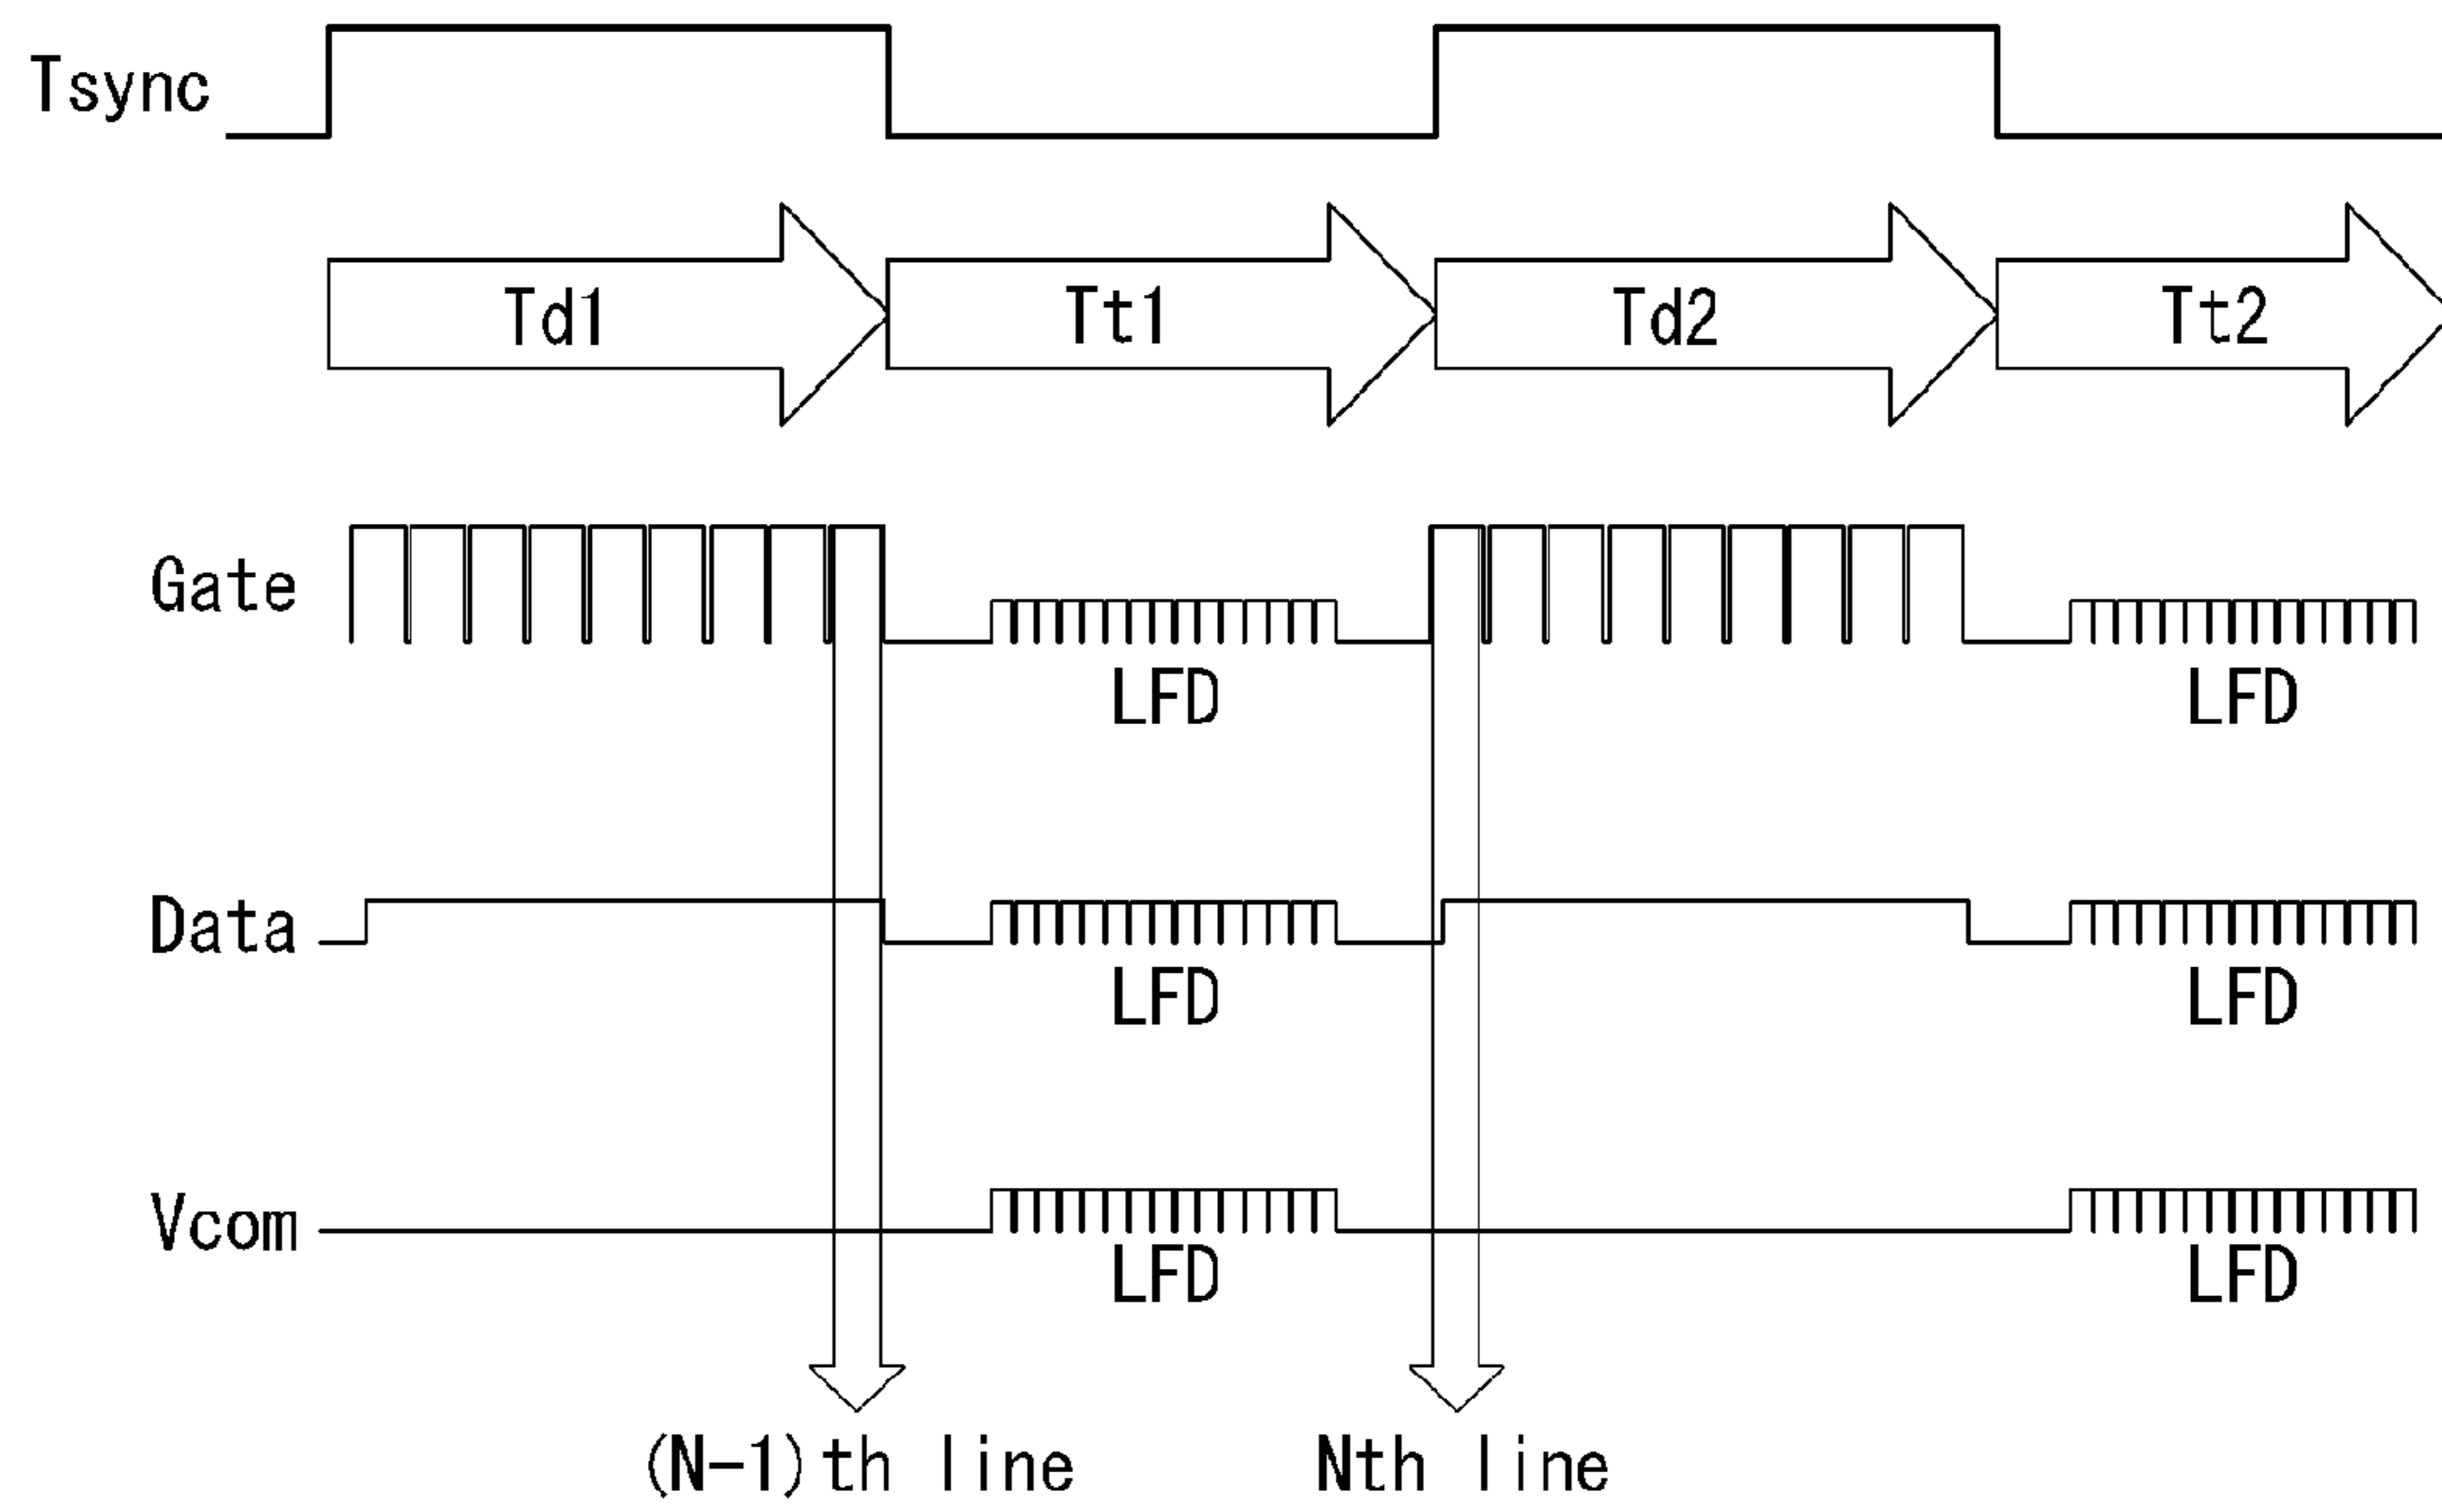 Tsync
Td1 Tt1 Td2 Tt2
Gate
LFD LFD
Data
LFD LFD
Vcom
LFD LFD
(N-1)th line Nth line